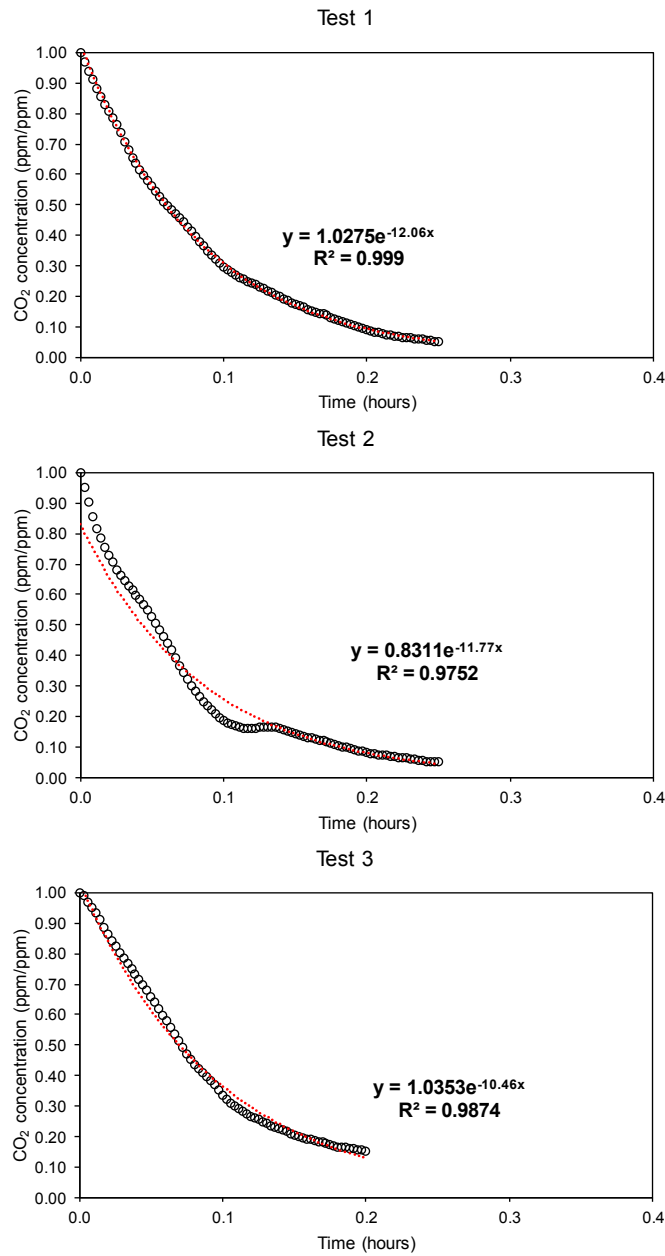 Test 1
1.00
0.90
0.80
0.70
0.60
0.50
0.40
0.30
0.20
0.10
0.00
CO₂ concentration (ppm/ppm)
y = 1.0275e⁻¹²·⁰⁶ˣ
R² = 0.999
0.0 0.1 0.2 0.3 0.4
Time (hours)
Test 2
1.00
0.90
0.80
0.70
0.60
0.50
0.40
0.30
0.20
0.10
0.00
CO₂ concentration (ppm/ppm)
y = 0.8311e⁻¹¹·⁷⁷ˣ
R² = 0.9752
0.0 0.1 0.2 0.3 0.4
Time (hours)
Test 3
1.00
0.90
0.80
0.70
0.60
0.50
0.40
0.30
0.20
0.10
0.00
CO₂ concentration (ppm/ppm)
y = 1.0353e⁻¹⁰·⁴⁶ˣ
R² = 0.9874
0.0 0.1 0.2 0.3 0.4
Time (hours)